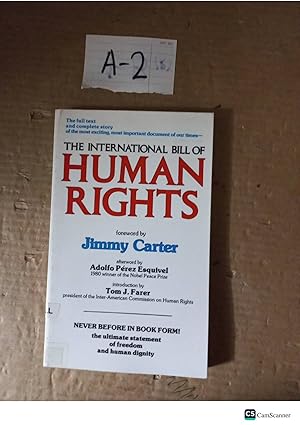 A-2
The full text
and complete story
of the most exciting, most important document of our times—
THE INTERNATIONAL BILL OF
HUMAN
RIGHTS
foreword by
Jimmy Carter
afterword by
Adolfo Pérez Esquivel
1980 winner of the Nobel Peace Prize
introduction by
Tom J. Farer
president of the Inter-American Commission on Human Rights
NEVER BEFORE IN BOOK FORM!
the ultimate statement
of freedom
and human dignity
CS CamScanner